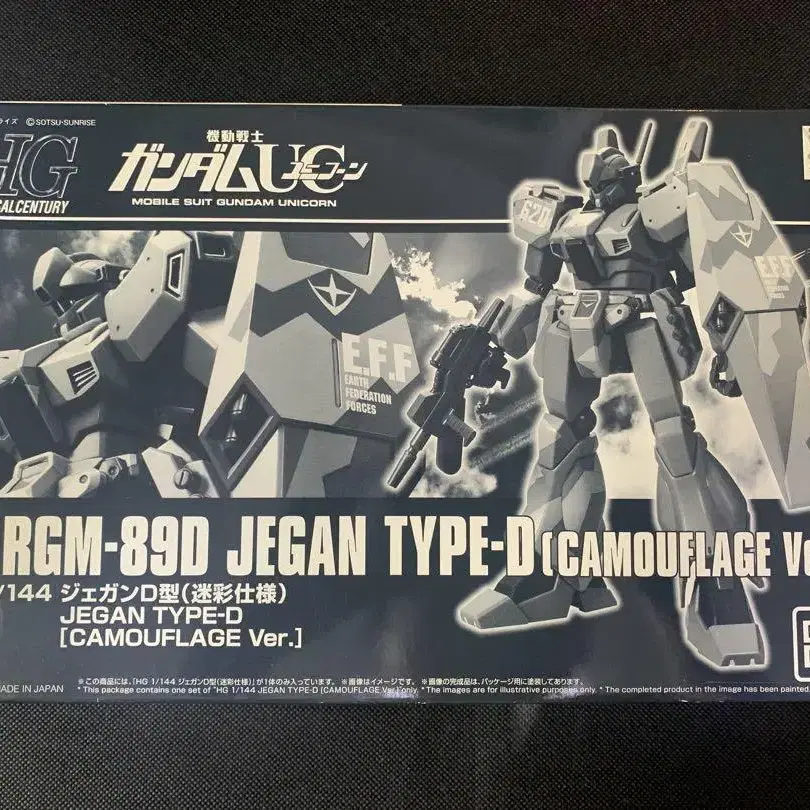 ライズ ©SOTSU・SUNRISE
HG
機動戦士
ガンダムUC
ユニコーン
MOBILE SUIT GUNDAM UNICORN
620
E.F.F
E.F.F
EARTH
FEDERATION
FORCES
RGM-89D JEGAN TYPE-D (CAMOUFLAGE Ve
/144 ジェガンD型(迷彩仕様)
JEGAN TYPE-D
[CAMOUFLAGE Ver.]
※この商品には、「HG 1/144 ジェガンD型(迷彩仕様)」が1体のみ入っています。 ※画像はイメージです。 ※画像の完成品は、パッケージ用に塗装してあります。
MADE IN JAPAN
* This package contains one set of "HG 1/144 JEGAN TYPE-D [CAMOUFLAGE Ver.]" only. * The images are for illustrative purposes only. * The completed product in the image has been painted